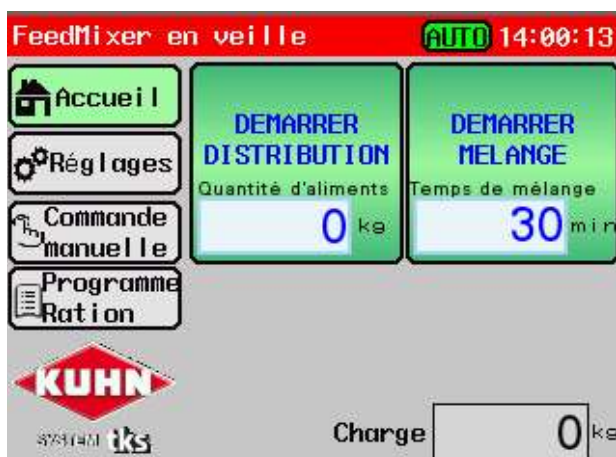 FeedMixer en veille AUTO 14:00:13
Accueil
Réglages
Commande
manuelle
Programme
Ration
DEMARRER
DISTRIBUTION
Quantité d'aliments
0 kg
DEMARRER
MELANGE
Temps de mélange
30 min
KUHN
SYSTEM tks
Charge 0 kg